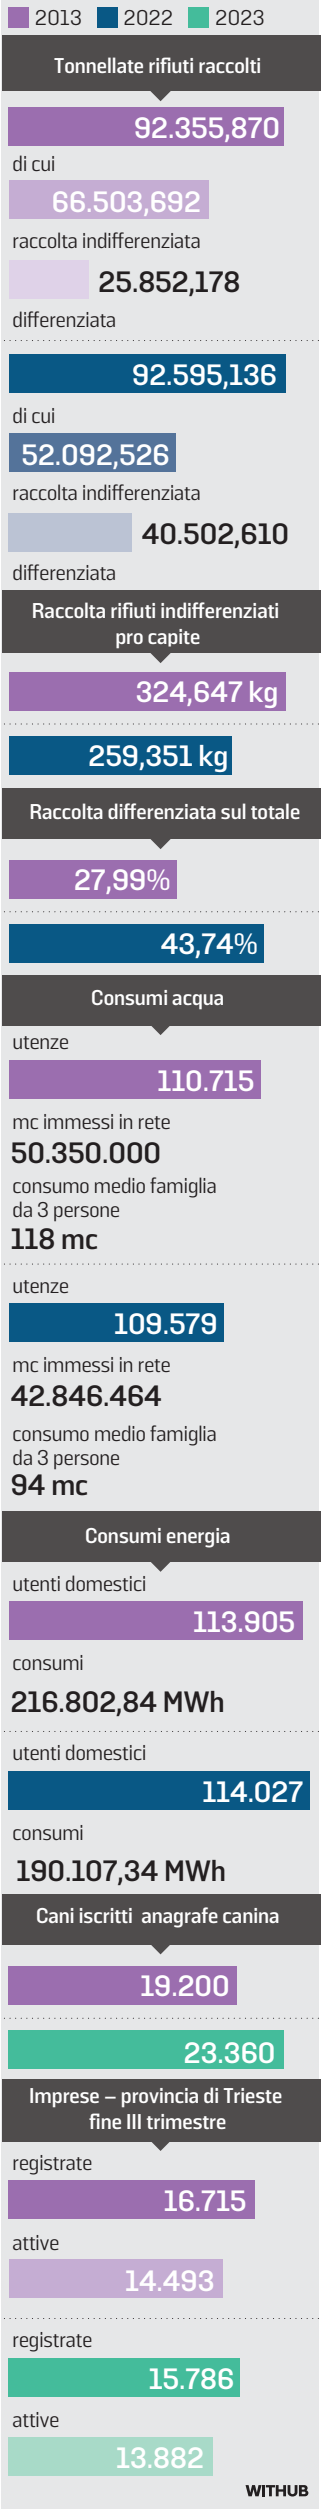 2013 2022 2023
Tonnellate rifiuti raccolti
92.355,870
di cui
66.503,692
raccolta indifferenziata
25.852,178
differenziata
92.595,136
di cui
52.092,526
raccolta indifferenziata
40.502,610
differenziata
Raccolta rifiuti indifferenziati
pro capite
324,647 kg
259,351 kg
Raccolta differenziata sul totale
27,99%
43,74%
Consumi acqua
utenze
110.715
mc immessi in rete
50.350.000
consumo medio famiglia
da 3 persone
118 mc
utenze
109.579
mc immessi in rete
42.846.464
consumo medio famiglia
da 3 persone
94 mc
Consumi energia
utenti domestici
113.905
consumi
216.802,84 MWh
utenti domestici
114.027
consumi
190.107,34 MWh
Cani iscritti anagrafe canina
19.200
23.360
Imprese – provincia di Trieste
fine III trimestre
registrate
16.715
attive
14.493
registrate
15.786
attive
13.882
WITHUB